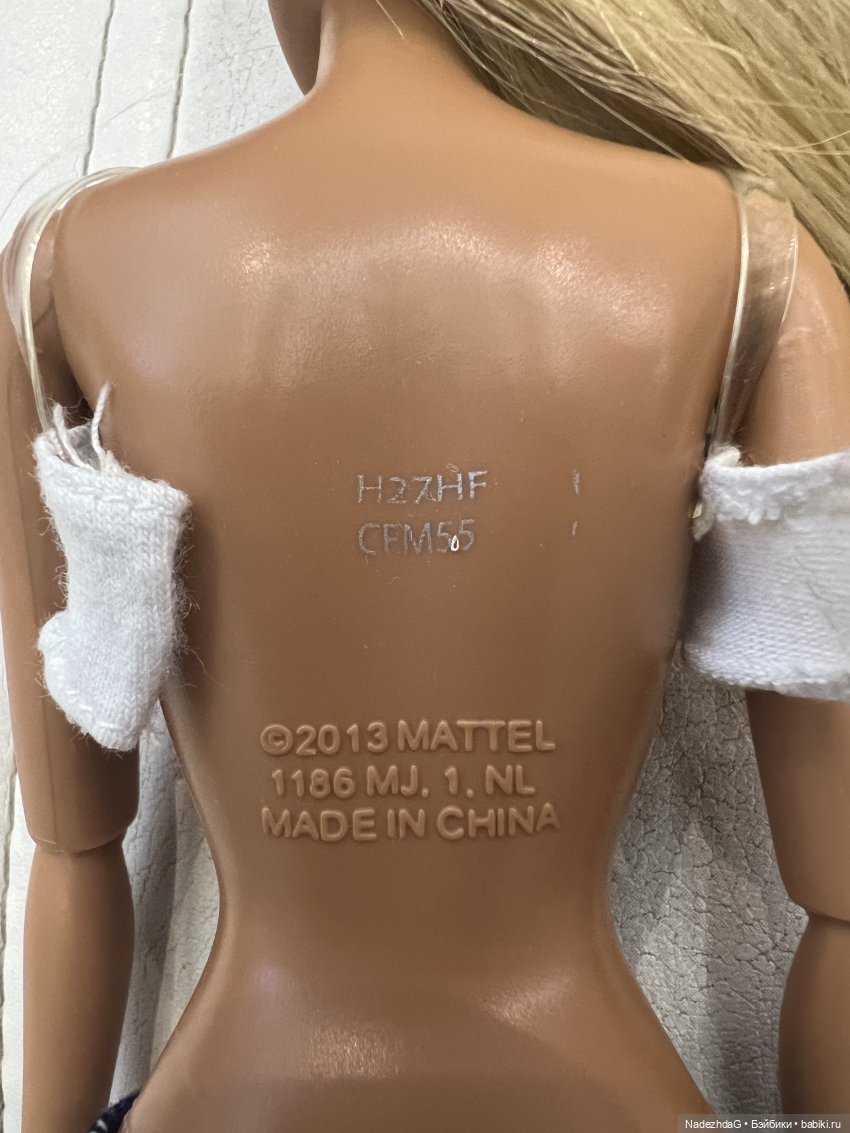 H27HF
CFM55
©2013 MATTEL
1186 MJ, 1, NL
MADE IN CHINA
NadezhdaG • Бэйбики • babiki.ru